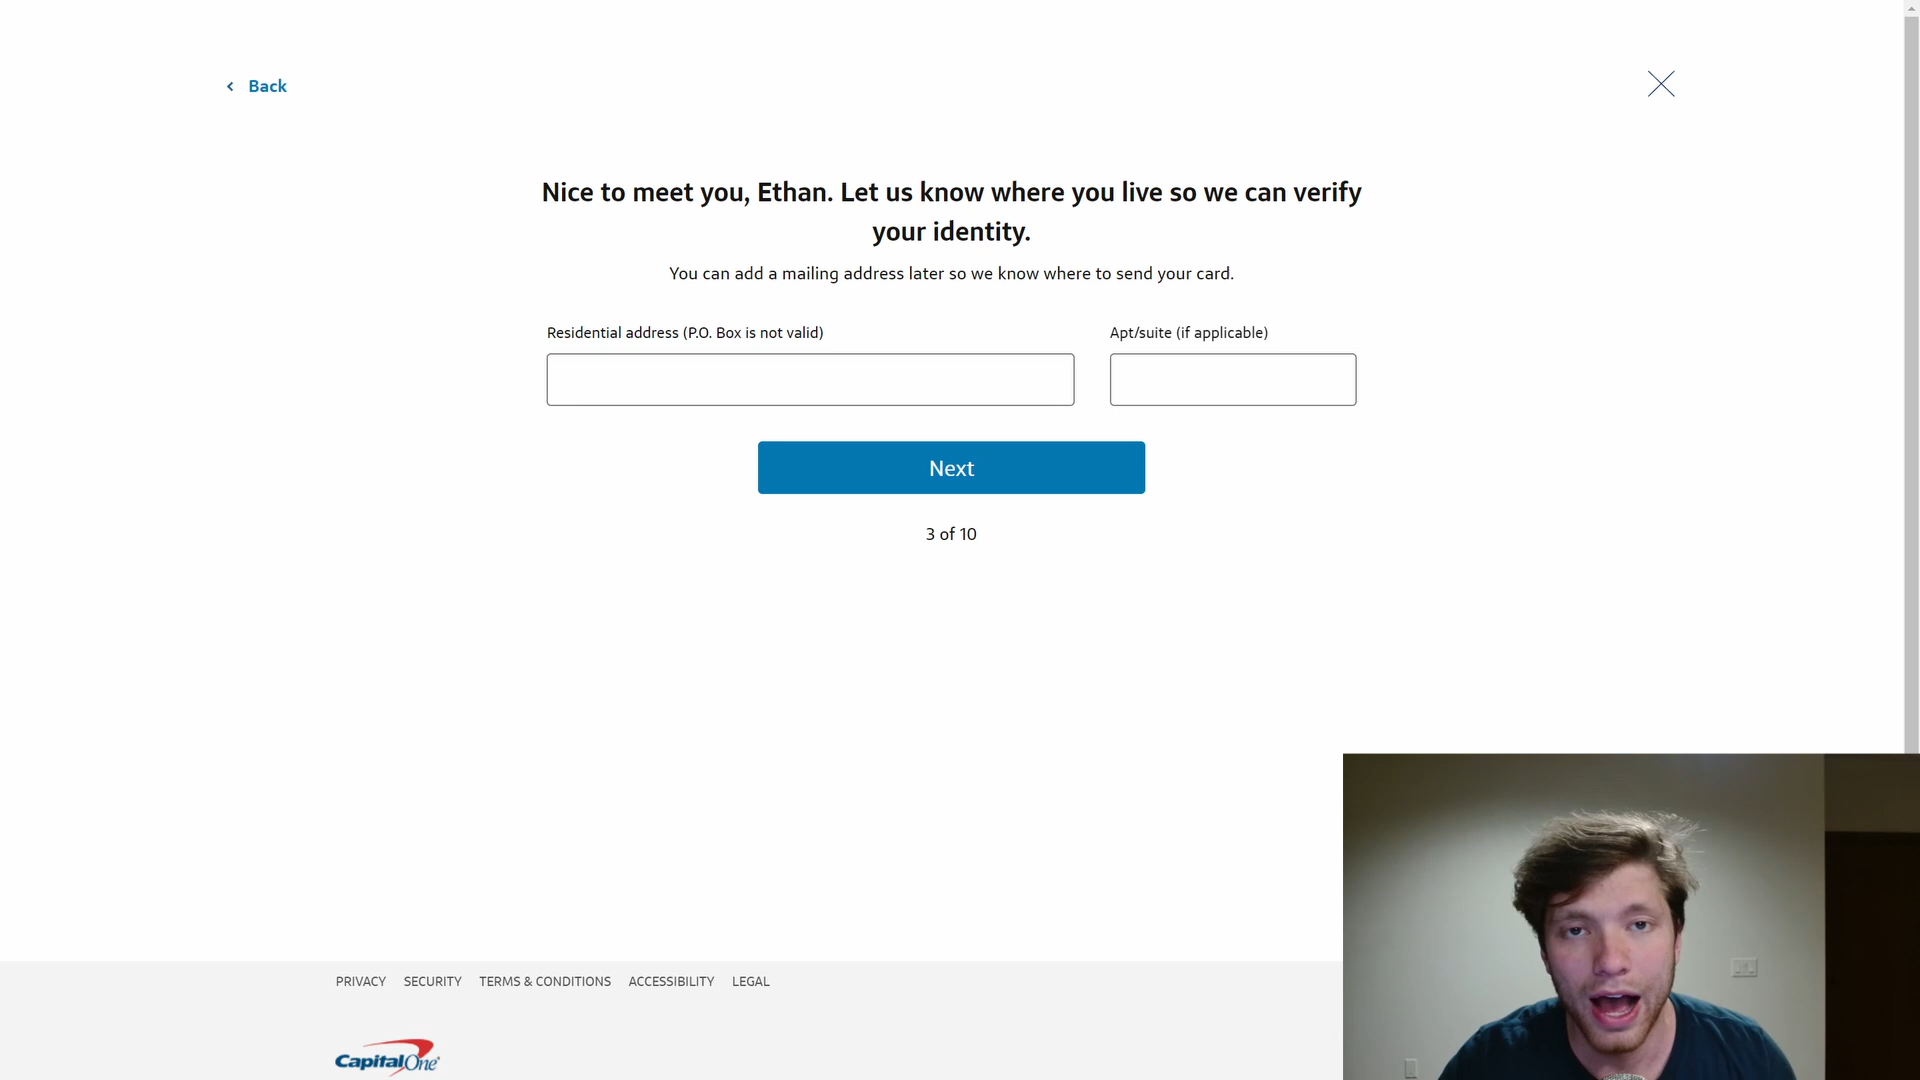 Back
Nice to meet you, Ethan. Let us know where you live so we can verify
your identity.
You can add a mailing address later so we know where to send your card.
Residential address (P.O. Box is not valid)
Apt/suite (if applicable)
Next
3 of 10
PRIVACY SECURITY TERMS & CONDITIONS ACCESSIBILITY LEGAL
CapitalOne